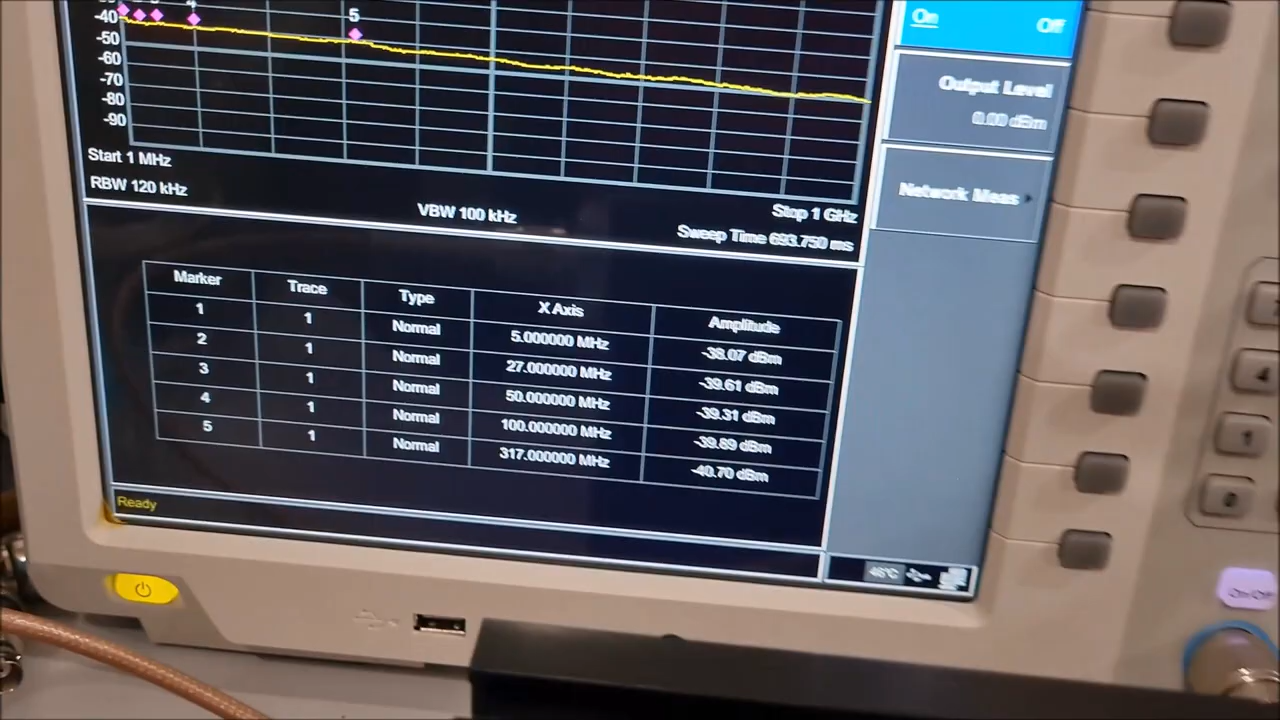 On Off
5
-40
-50
-60
-70
-80
-90
Output Level
0.00 dBm
Start 1 MHz
RBW 120 kHz
VBW 100 kHz
Stop 1 GHz
Sweep Time 693.750 ms
Network Meas
Marker Trace Type X Axis Amplitude
1 1 Normal 5.000000 MHz -38.07 dBm
2 1 Normal 27.000000 MHz -39.61 dBm
3 1 Normal 50.000000 MHz -39.31 dBm
4 1 Normal 100.000000 MHz -39.89 dBm
5 1 Normal 317.000000 MHz -40.70 dBm
Ready
46°C
4
1
0
On/Off